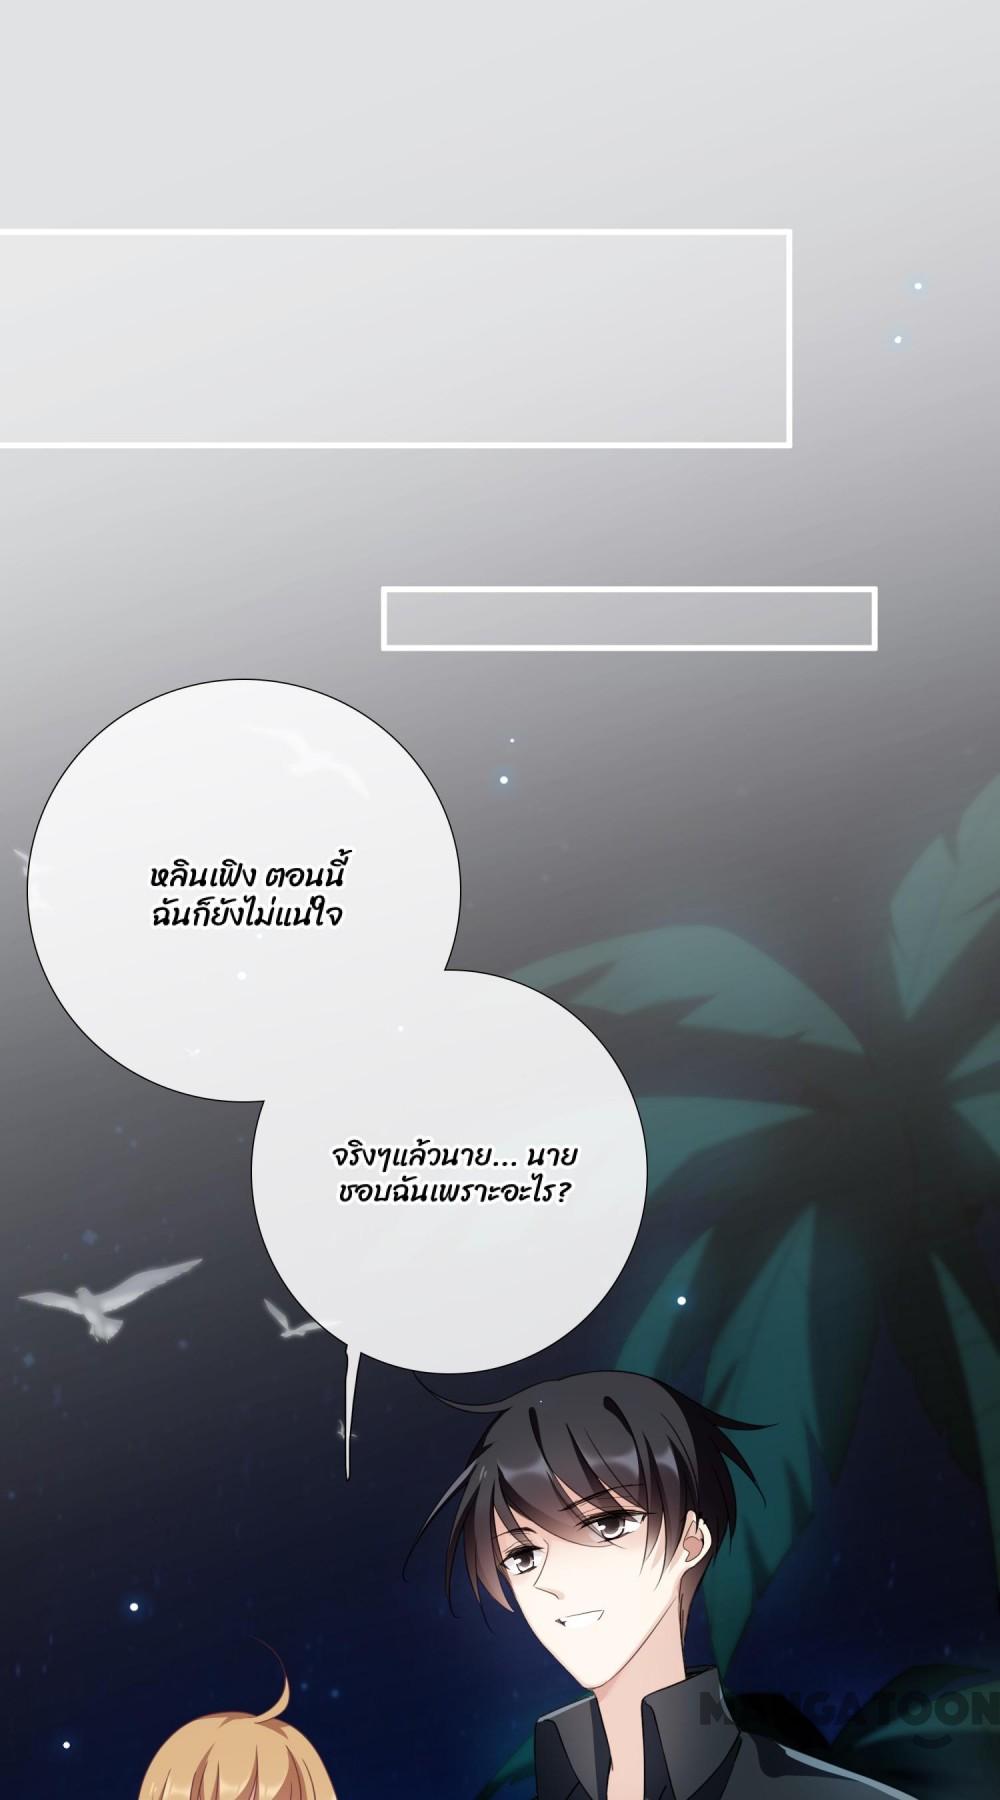 หลินเฟิง ตอนนี้
ฉันก็ยังไม่แน่ใจ
จริงๆแล้วนาย... นาย
ชอบฉันเพราะอะไร?
MANGATOON